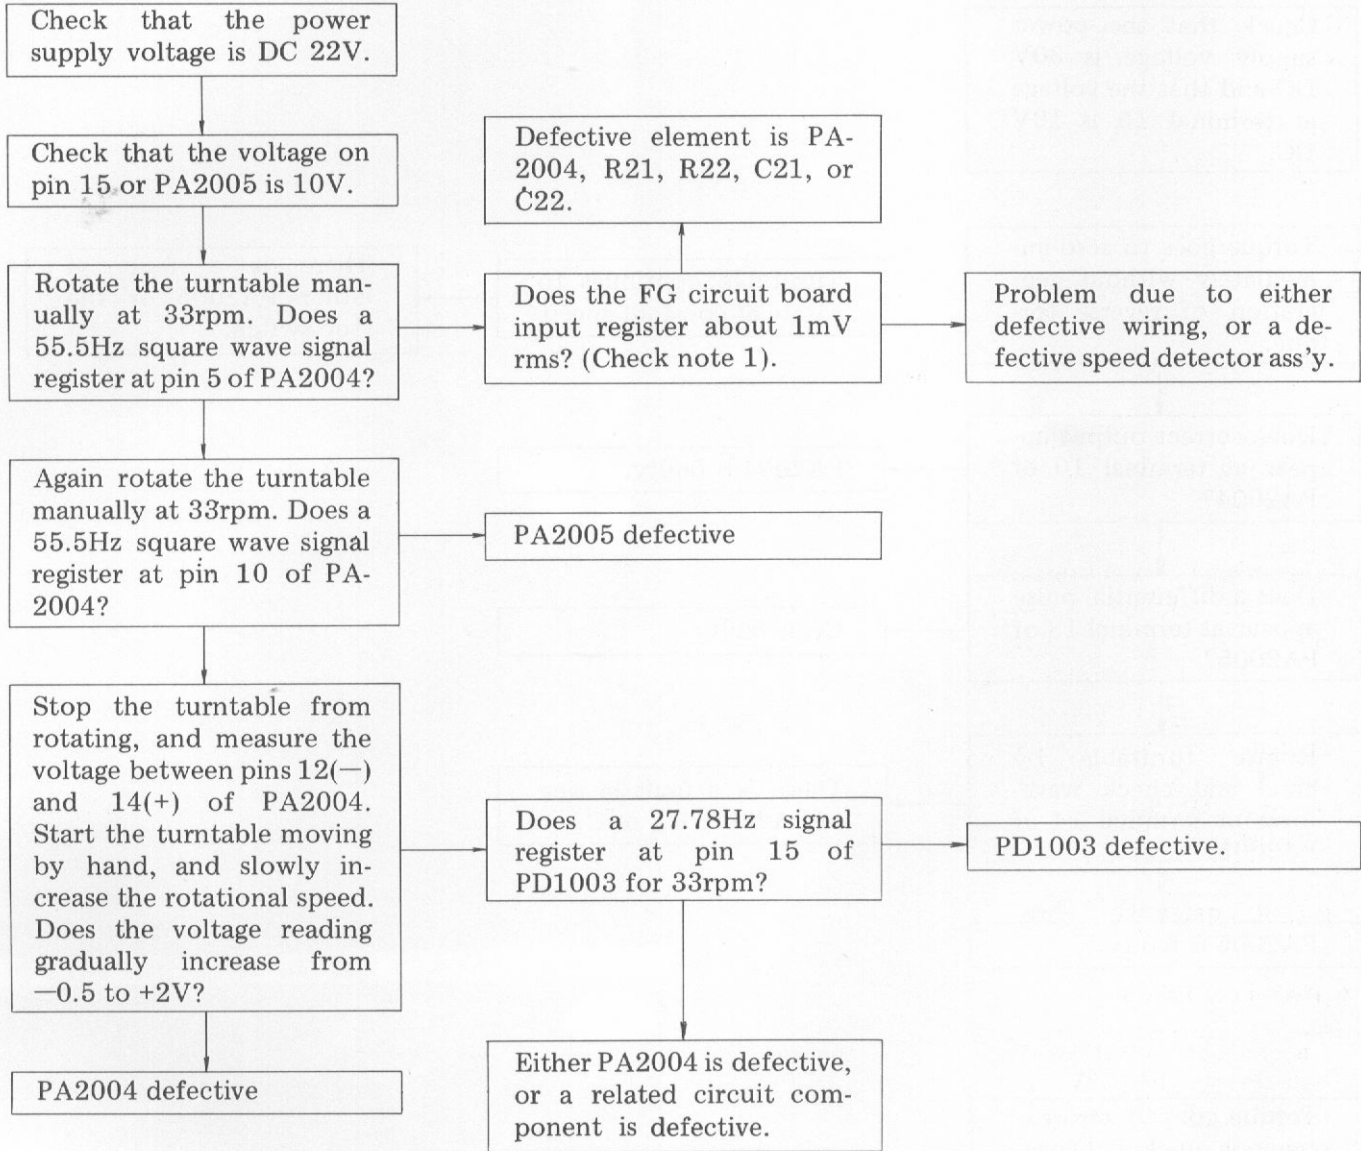 Check that the power
supply voltage is DC 22V.
Check that the voltage on
pin 15 or PA2005 is 10V.
Defective element is PA-
2004, R21, R22, C21, or
C22.
Rotate the turntable man-
ually at 33rpm. Does a
55.5Hz square wave signal
register at pin 5 of PA2004?
Does the FG circuit board
input register about 1mV
rms? (Check note 1).
Problem due to either
defective wiring, or a de-
fective speed detector ass'y.
Again rotate the turntable
manually at 33rpm. Does a
55.5Hz square wave signal
register at pin 10 of PA-
2004?
PA2005 defective
Stop the turntable from
rotating, and measure the
voltage between pins 12(−)
and 14(+) of PA2004.
Start the turntable moving
by hand, and slowly in-
crease the rotational speed.
Does the voltage reading
gradually increase from
−0.5 to +2V?
Does a 27.78Hz signal
register at pin 15 of
PD1003 for 33rpm?
PD1003 defective.
PA2004 defective
Either PA2004 is defective,
or a related circuit com-
ponent is defective.